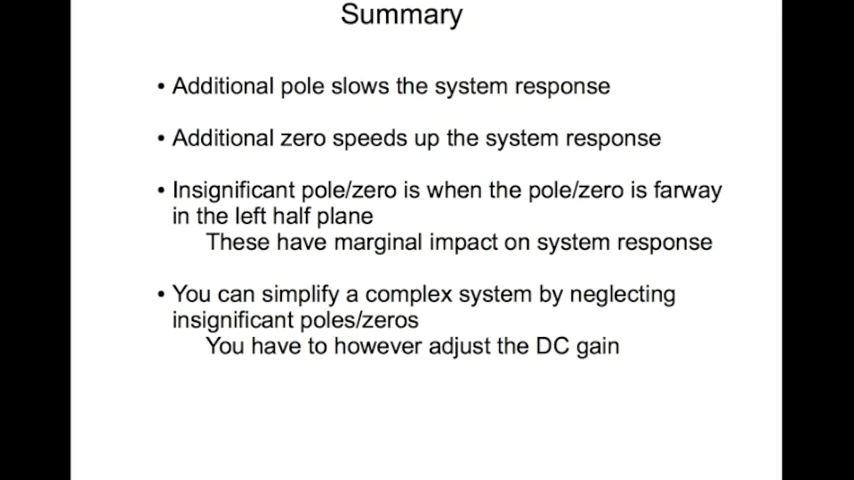 Summary
• Additional pole slows the system response
• Additional zero speeds up the system response
• Insignificant pole/zero is when the pole/zero is farway
in the left half plane
These have marginal impact on system response
• You can simplify a complex system by neglecting
insignificant poles/zeros
You have to however adjust the DC gain